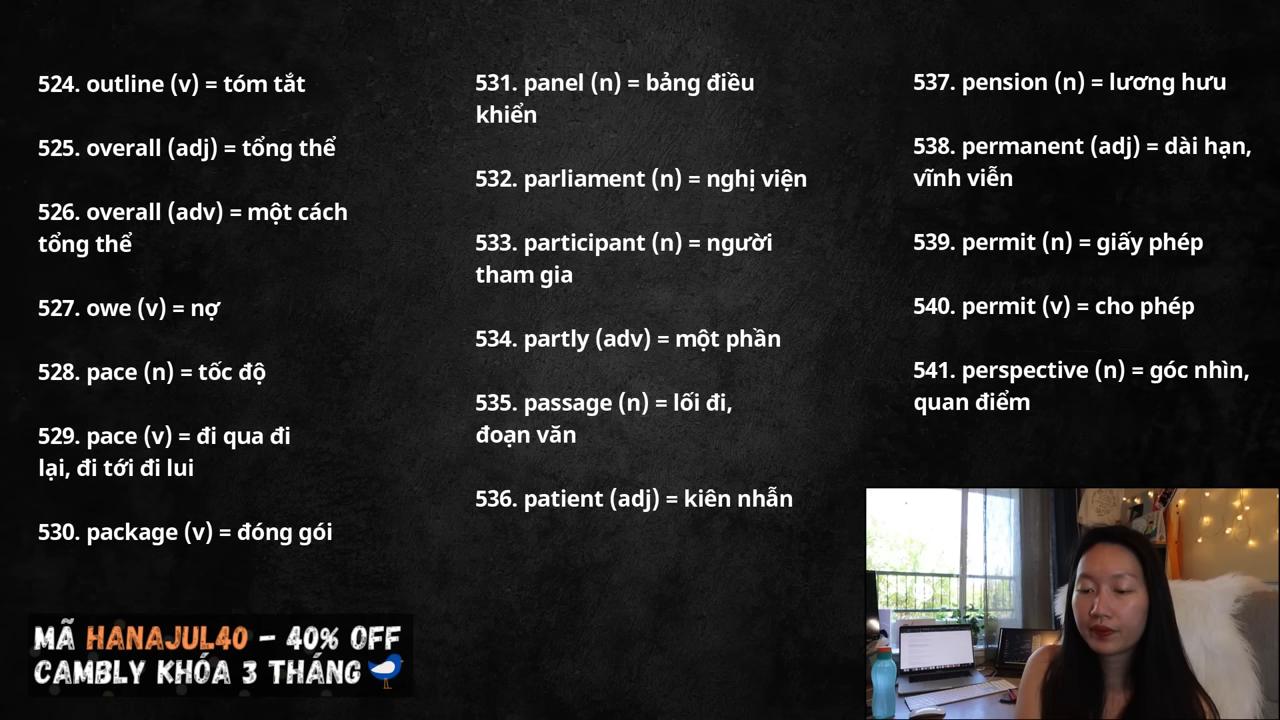 524. outline (v) = tóm tắt
525. overall (adj) = tổng thể
526. overall (adv) = một cách
tổng thể
527. owe (v) = nợ
528. pace (n) = tốc độ
529. pace (v) = đi qua đi
lại, đi tới đi lui
530. package (v) = đóng gói
531. panel (n) = bảng điều
khiển
532. parliament (n) = nghị viện
533. participant (n) = người
tham gia
534. partly (adv) = một phần
535. passage (n) = lối đi,
đoạn văn
536. patient (adj) = kiên nhẫn
537. pension (n) = lương hưu
538. permanent (adj) = dài hạn,
vĩnh viễn
539. permit (n) = giấy phép
540. permit (v) = cho phép
541. perspective (n) = góc nhìn,
quan điểm
MÃ HANAJUL40 – 40% OFF
CAMBLY KHÓA 3 THÁNG